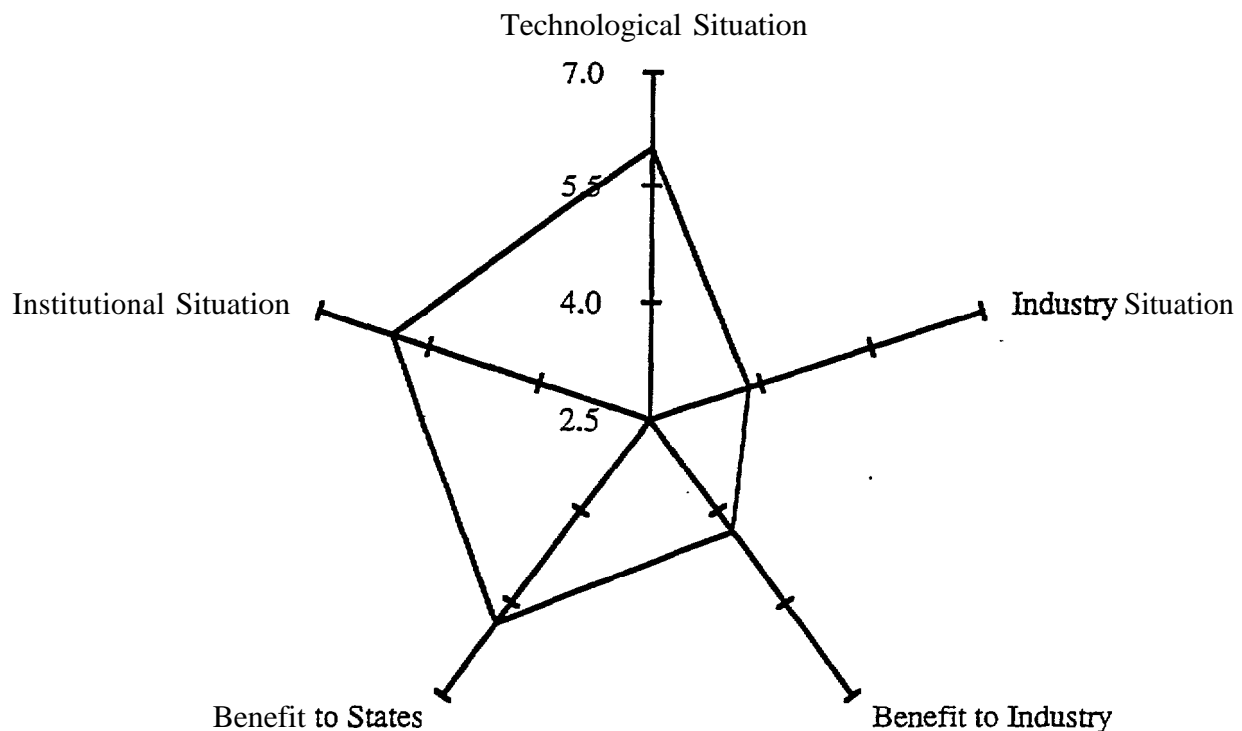 Technological Situation
7.0
5.5
4.0
Institutional Situation
Industry Situation
2.5
Benefit to States
Benefit to Industry